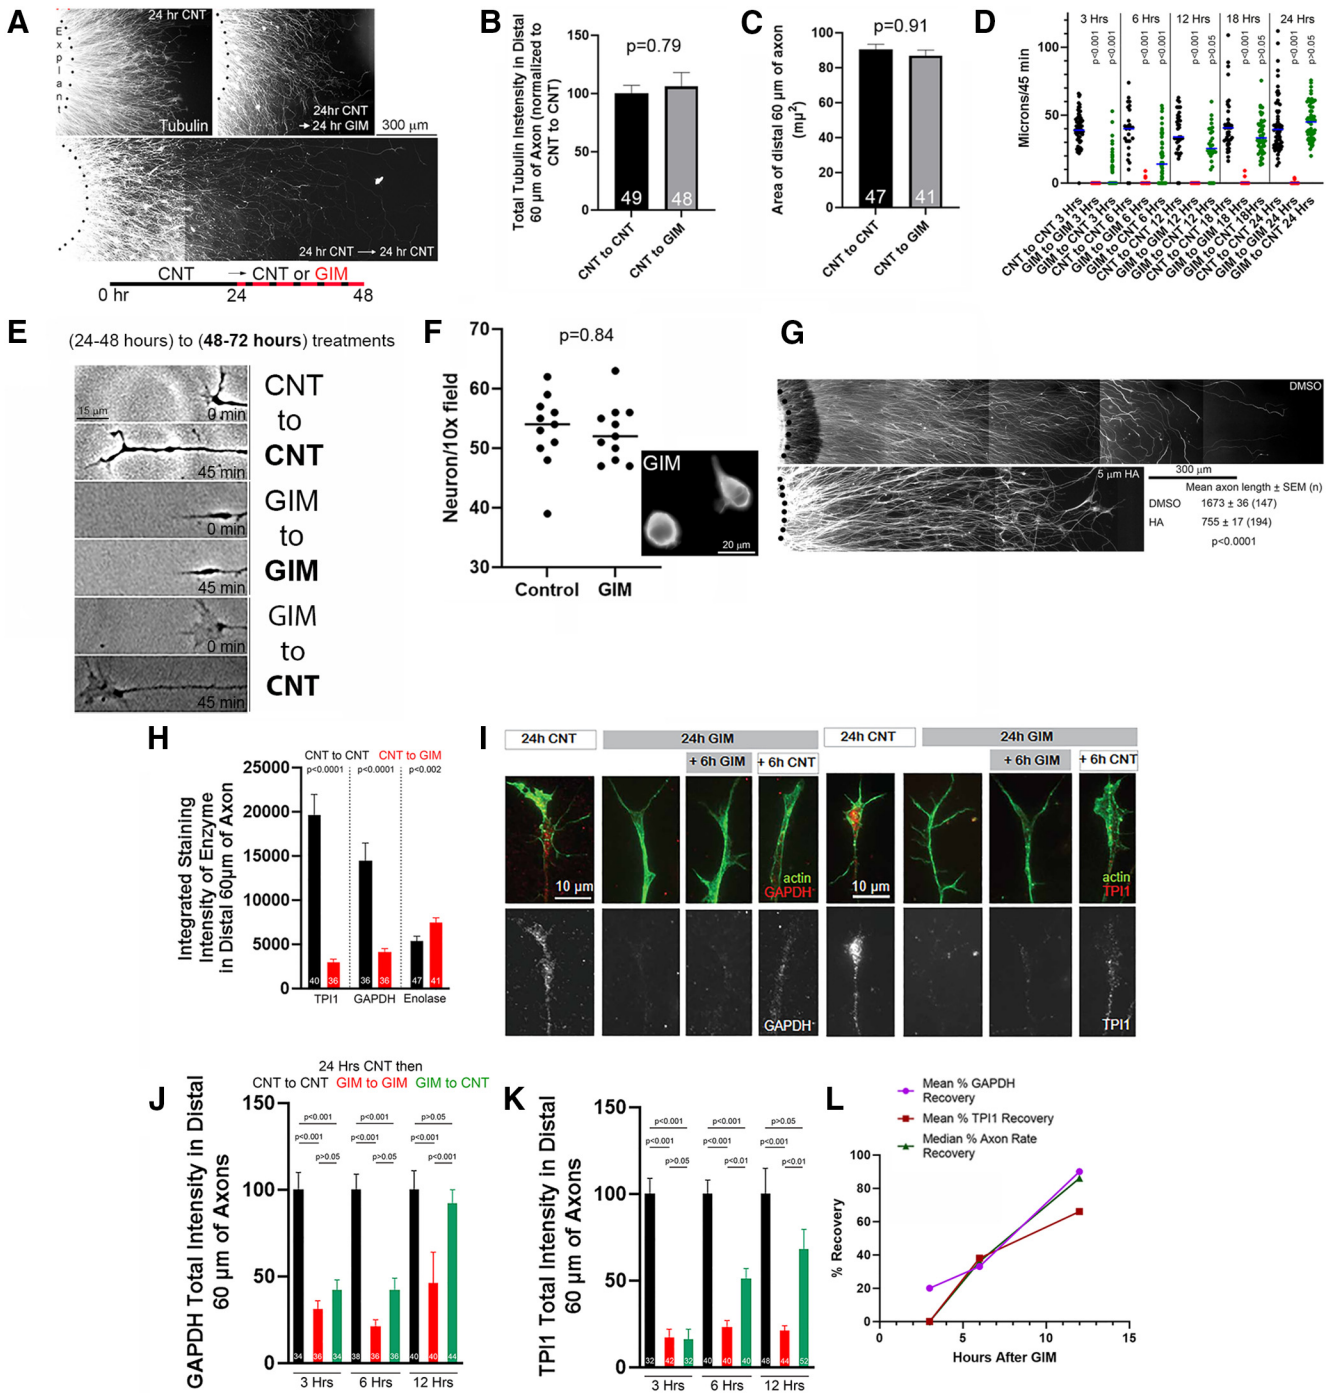 A
24 hr CNT
Explant
Tubulin
24hr CNT
→ 24 hr GIM
300 µm
24 hr CNT → 24 hr CNT
CNT → CNT or GIM
0 hr 24 48
B
p=0.79
Total Tubulin Instensity in Distal
60 µm of Axon (normalized to
CNT to CNT)
150
100
50
0
49 48
CNT to CNT
CNT to GIM
C
p=0.91
Area of distal 60 µm of axon
(mµ²)
100
80
60
40
20
0
47 41
CNT to CNT
CNT to GIM
D
3 Hrs 6 Hrs 12 Hrs 18 Hrs 24 Hrs
p<0.001 p<0.001 p<0.001 p<0.001 p<0.001 p>0.05 p<0.001 p>0.05 p<0.001 p>0.05
Microns/45 min
100
50
0
CNT to CNT 3 Hrs
GIM to GIM 3 Hrs
GIM to CNT 3 Hrs
CNT to CNT 6 Hrs
GIM to GIM 6 Hrs
GIM to CNT 6 Hrs
CNT to CNT 12 Hrs
GIM to GIM 12 Hrs
GIM to CNT 12 Hrs
CNT to CNT 18 Hrs
GIM to GIM 18 Hrs
GIM to CNT 18Hrs
CNT to CNT 24 Hrs
GIM to GIM 24 Hrs
GIM to CNT 24 Hrs
E
(24-48 hours) to (48-72 hours) treatments
15 µm
0 min
45 min
CNT
to
CNT
0 min
45 min
GIM
to
GIM
0 min
45 min
GIM
to
CNT
F
p=0.84
Neuron/10x field
70
60
50
40
30
Control GIM
GIM
20 µm
G
DMSO
5 µm HA
300 µm
Mean axon length ± SEM (n)
DMSO 1673 ± 36 (147)
HA 755 ± 17 (194)
p<0.0001
H
CNT to CNT CNT to GIM
p<0.0001 p<0.0001 p<0.002
Integrated Staining
Intensity of Enzyme
in Distal 60µm of Axon
25000
20000
15000
10000
5000
0
40 36 36 36 47 41
TPI1 GAPDH Enolase
I
24h CNT 24h GIM 24h CNT 24h GIM
+ 6h GIM + 6h CNT + 6h GIM + 6h CNT
10 µm
actin
GAPDH
10 µm
actin
TPI1
GAPDH
TPI1
24 Hrs CNT then
CNT to CNT GIM to GIM GIM to CNT
J
GAPDH Total Intensity in Distal
60 µm of Axons
150
100
50
0
p<0.001 p<0.001 p>0.05
p<0.001 p<0.001 p<0.001
p>0.05 p>0.05 p<0.001
34 36 34 38 36 36 40 40 44
3 Hrs 6 Hrs 12 Hrs
K
TPI1 Total Intensity in Distal
60 µm of Axons
150
100
50
0
p<0.001 p<0.001 p>0.05
p<0.001 p<0.001 p<0.001
p>0.05 p<0.01 p<0.01
32 42 32 40 40 40 48 44 52
3 Hrs 6 Hrs 12 Hrs
L
Mean % GAPDH
Recovery
Mean % TPI1 Recovery
Median % Axon Rate
Recovery
% Recovery
100
80
60
40
20
0
0 5 10 15
Hours After GIM